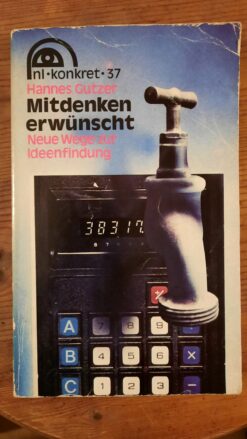 nl·konkret·37
Hannes Gutzer
Mitdenken
erwünscht
Neue Wege zur
Ideenfindung
38317.
A 7 8 9
B 4 5 6 ×
C 1 2 3